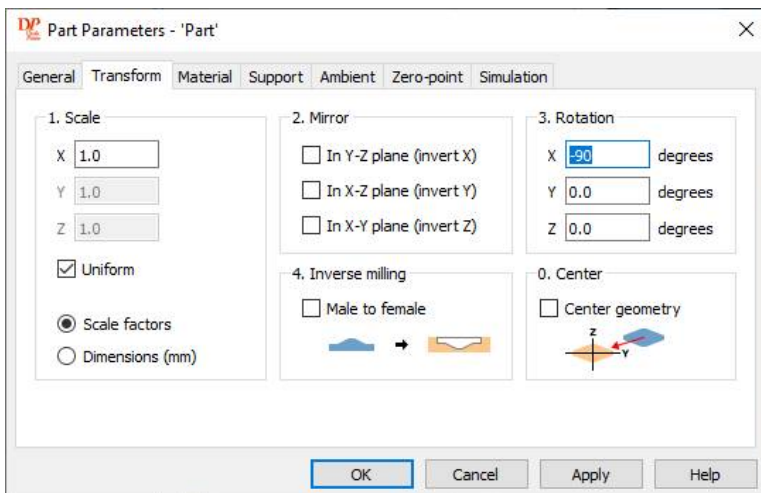 DP
Part Parameters - 'Part'
General Transform Material Support Ambient Zero-point Simulation
1. Scale
X 1.0
Y 1.0
Z 1.0
Uniform
Scale factors
Dimensions (mm)
2. Mirror
In Y-Z plane (invert X)
In X-Z plane (invert Y)
In X-Y plane (invert Z)
3. Rotation
X -90 degrees
Y 0.0 degrees
Z 0.0 degrees
4. Inverse milling
Male to female
0. Center
Center geometry
Z
Y
OK Cancel Apply Help